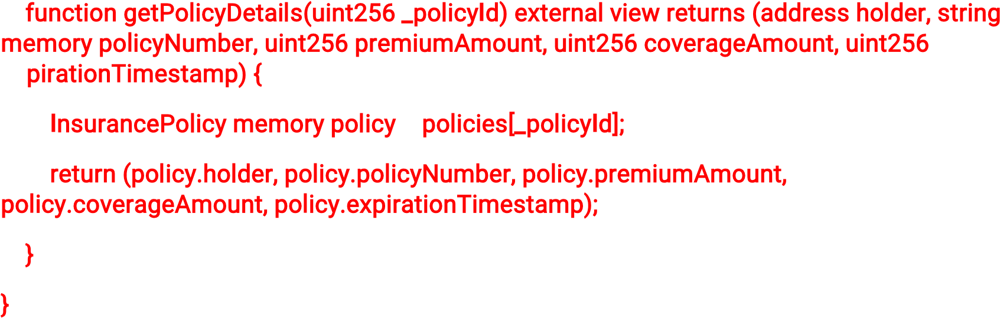 function getPolicyDetails(uint256 _policyId) external view returns (address holder, string
memory policyNumber, uint256 premiumAmount, uint256 coverageAmount, uint256
pirationTimestamp) {
InsurancePolicy memory policy policies[_policyId];
return (policy.holder, policy.policyNumber, policy.premiumAmount,
policy.coverageAmount, policy.expirationTimestamp);
}
}